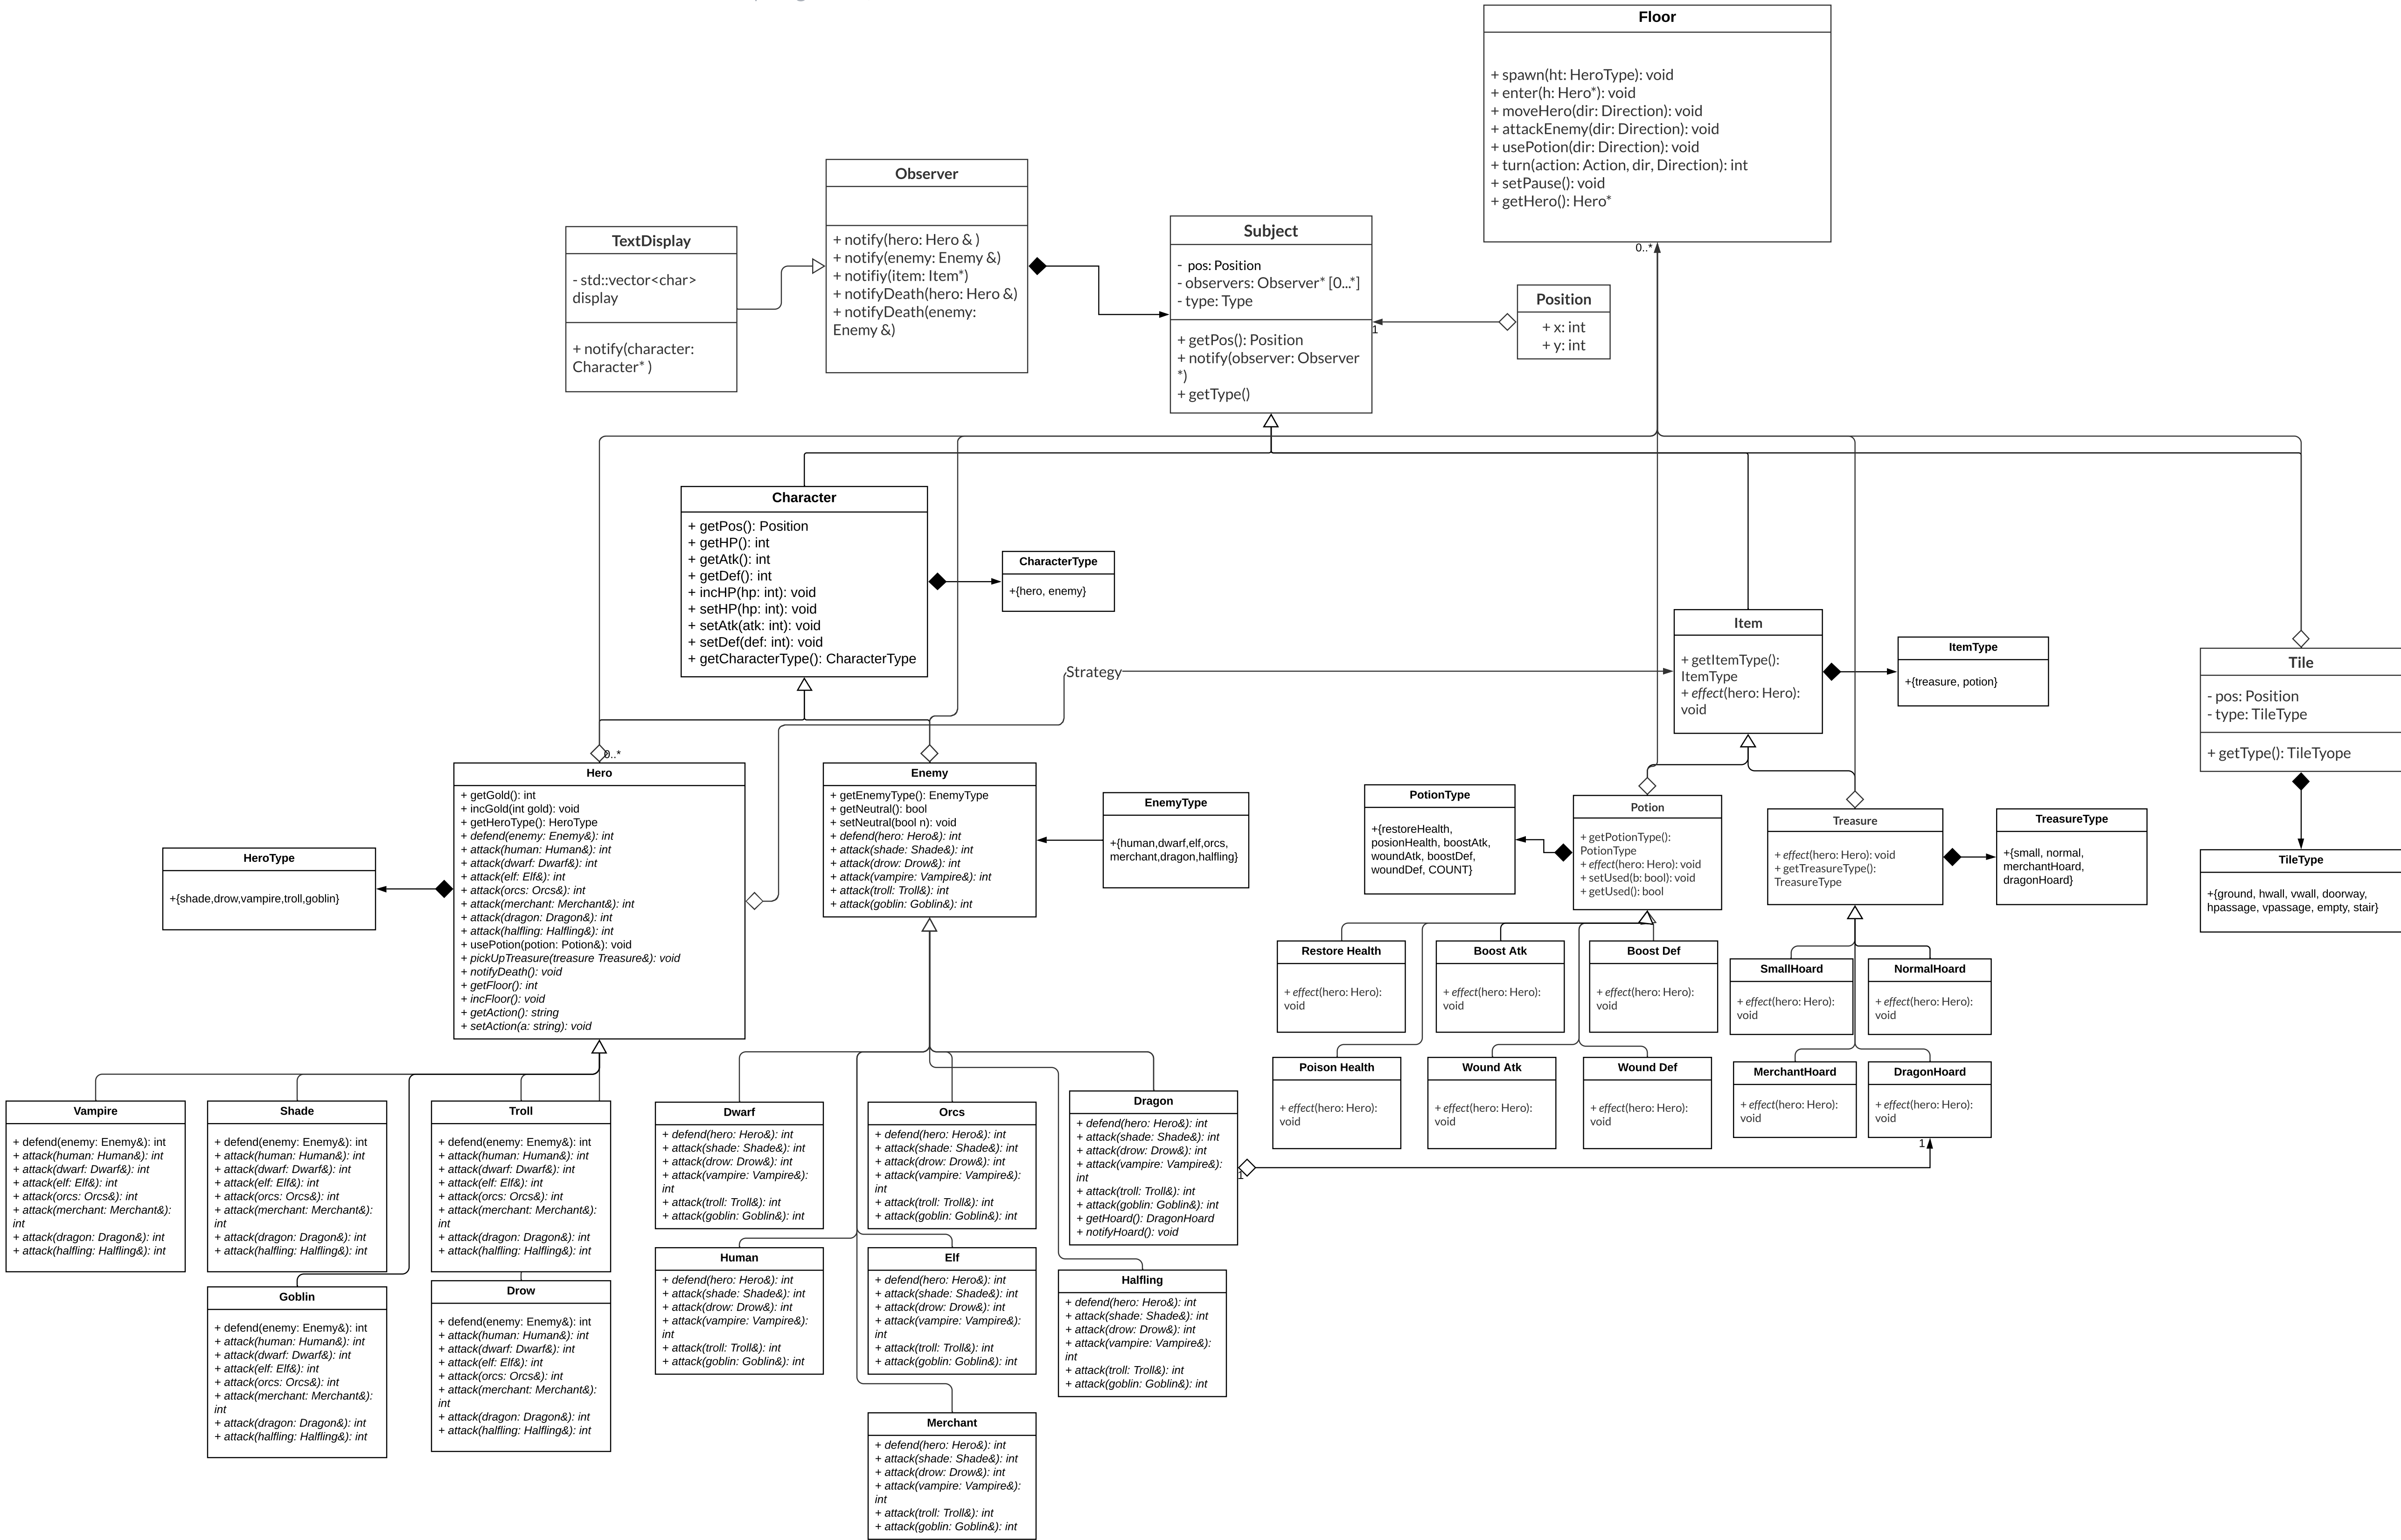 Floor
+ spawn(ht: HeroType): void
+ enter(h: Hero*): void
+ moveHero(dir: Direction): void
+ attackEnemy(dir: Direction): void
+ usePotion(dir: Direction): void
+ turn(action: Action, dir, Direction): int
+ setPause(): void
+ getHero(): Hero*
0..*
Observer
+ notify(hero: Hero & )
+ notify(enemy: Enemy &)
+ notifiy(item: Item*)
+ notifyDeath(hero: Hero &)
+ notifyDeath(enemy:
Enemy &)
TextDisplay
- std::vector<char>
display
+ notify(character:
Character* )
Subject
- pos: Position
- observers: Observer* [0...*]
- type: Type
+ getPos(): Position
+ notify(observer: Observer
*)
+ getType()
1
Position
+ x: int
+ y: int
Character
+ getPos(): Position
+ getHP(): int
+ getAtk(): int
+ getDef(): int
+ incHP(hp: int): void
+ setHP(hp: int): void
+ setAtk(atk: int): void
+ setDef(def: int): void
+ getCharacterType(): CharacterType
CharacterType
+{hero, enemy}
Strategy
Item
+ getItemType():
ItemType
+ effect(hero: Hero):
void
ItemType
+{treasure, potion}
Tile
- pos: Position
- type: TileType
+ getType(): TileTyope
0..*
Hero
+ getGold(): int
+ incGold(int gold): void
+ getHeroType(): HeroType
+ defend(enemy: Enemy&): int
+ attack(human: Human&): int
+ attack(dwarf: Dwarf&): int
+ attack(elf: Elf&): int
+ attack(orcs: Orcs&): int
+ attack(merchant: Merchant&): int
+ attack(dragon: Dragon&): int
+ attack(halfling: Halfling&): int
+ usePotion(potion: Potion&): void
+ pickUpTreasure(treasure Treasure&): void
+ notifyDeath(): void
+ getFloor(): int
+ incFloor(): void
+ getAction(): string
+ setAction(a: string): void
HeroType
+{shade,drow,vampire,troll,goblin}
Enemy
+ getEnemyType(): EnemyType
+ getNeutral(): bool
+ setNeutral(bool n): void
+ defend(hero: Hero&): int
+ attack(shade: Shade&): int
+ attack(drow: Drow&): int
+ attack(vampire: Vampire&): int
+ attack(troll: Troll&): int
+ attack(goblin: Goblin&): int
EnemyType
+{human,dwarf,elf,orcs,
merchant,dragon,halfling}
PotionType
+{restoreHealth,
posionHealth, boostAtk,
woundAtk, boostDef,
woundDef, COUNT}
Potion
+ getPotionType():
PotionType
+ effect(hero: Hero): void
+ setUsed(b: bool): void
+ getUsed(): bool
Treasure
+ effect(hero: Hero): void
+ getTreasureType():
TreasureType
TreasureType
+{small, normal,
merchantHoard,
dragonHoard}
TileType
+{ground, hwall, vwall, doorway,
hpassage, vpassage, empty, stair}
Restore Health
+ effect(hero: Hero):
void
Boost Atk
+ effect(hero: Hero):
void
Boost Def
+ effect(hero: Hero):
void
SmallHoard
+ effect(hero: Hero):
void
NormalHoard
+ effect(hero: Hero):
void
Poison Health
+ effect(hero: Hero):
void
Wound Atk
+ effect(hero: Hero):
void
Wound Def
+ effect(hero: Hero):
void
MerchantHoard
+ effect(hero: Hero):
void
DragonHoard
+ effect(hero: Hero):
void
1
Vampire
+ defend(enemy: Enemy&): int
+ attack(human: Human&): int
+ attack(dwarf: Dwarf&): int
+ attack(elf: Elf&): int
+ attack(orcs: Orcs&): int
+ attack(merchant: Merchant&):
int
+ attack(dragon: Dragon&): int
+ attack(halfling: Halfling&): int
Shade
+ defend(enemy: Enemy&): int
+ attack(human: Human&): int
+ attack(dwarf: Dwarf&): int
+ attack(elf: Elf&): int
+ attack(orcs: Orcs&): int
+ attack(merchant: Merchant&):
int
+ attack(dragon: Dragon&): int
+ attack(halfling: Halfling&): int
Troll
+ defend(enemy: Enemy&): int
+ attack(human: Human&): int
+ attack(dwarf: Dwarf&): int
+ attack(elf: Elf&): int
+ attack(orcs: Orcs&): int
+ attack(merchant: Merchant&):
int
+ attack(dragon: Dragon&): int
+ attack(halfling: Halfling&): int
Dwarf
+ defend(hero: Hero&): int
+ attack(shade: Shade&): int
+ attack(drow: Drow&): int
+ attack(vampire: Vampire&):
int
+ attack(troll: Troll&): int
+ attack(goblin: Goblin&): int
Orcs
+ defend(hero: Hero&): int
+ attack(shade: Shade&): int
+ attack(drow: Drow&): int
+ attack(vampire: Vampire&):
int
+ attack(troll: Troll&): int
+ attack(goblin: Goblin&): int
Dragon
+ defend(hero: Hero&): int
+ attack(shade: Shade&): int
+ attack(drow: Drow&): int
+ attack(vampire: Vampire&):
int
+ attack(troll: Troll&): int
+ attack(goblin: Goblin&): int
+ getHoard(): DragonHoard
+ notifyHoard(): void
1
Goblin
+ defend(enemy: Enemy&): int
+ attack(human: Human&): int
+ attack(dwarf: Dwarf&): int
+ attack(elf: Elf&): int
+ attack(orcs: Orcs&): int
+ attack(merchant: Merchant&):
int
+ attack(dragon: Dragon&): int
+ attack(halfling: Halfling&): int
Drow
+ defend(enemy: Enemy&): int
+ attack(human: Human&): int
+ attack(dwarf: Dwarf&): int
+ attack(elf: Elf&): int
+ attack(orcs: Orcs&): int
+ attack(merchant: Merchant&):
int
+ attack(dragon: Dragon&): int
+ attack(halfling: Halfling&): int
Human
+ defend(hero: Hero&): int
+ attack(shade: Shade&): int
+ attack(drow: Drow&): int
+ attack(vampire: Vampire&):
int
+ attack(troll: Troll&): int
+ attack(goblin: Goblin&): int
Elf
+ defend(hero: Hero&): int
+ attack(shade: Shade&): int
+ attack(drow: Drow&): int
+ attack(vampire: Vampire&):
int
+ attack(troll: Troll&): int
+ attack(goblin: Goblin&): int
Halfling
+ defend(hero: Hero&): int
+ attack(shade: Shade&): int
+ attack(drow: Drow&): int
+ attack(vampire: Vampire&):
int
+ attack(troll: Troll&): int
+ attack(goblin: Goblin&): int
Merchant
+ defend(hero: Hero&): int
+ attack(shade: Shade&): int
+ attack(drow: Drow&): int
+ attack(vampire: Vampire&):
int
+ attack(troll: Troll&): int
+ attack(goblin: Goblin&): int